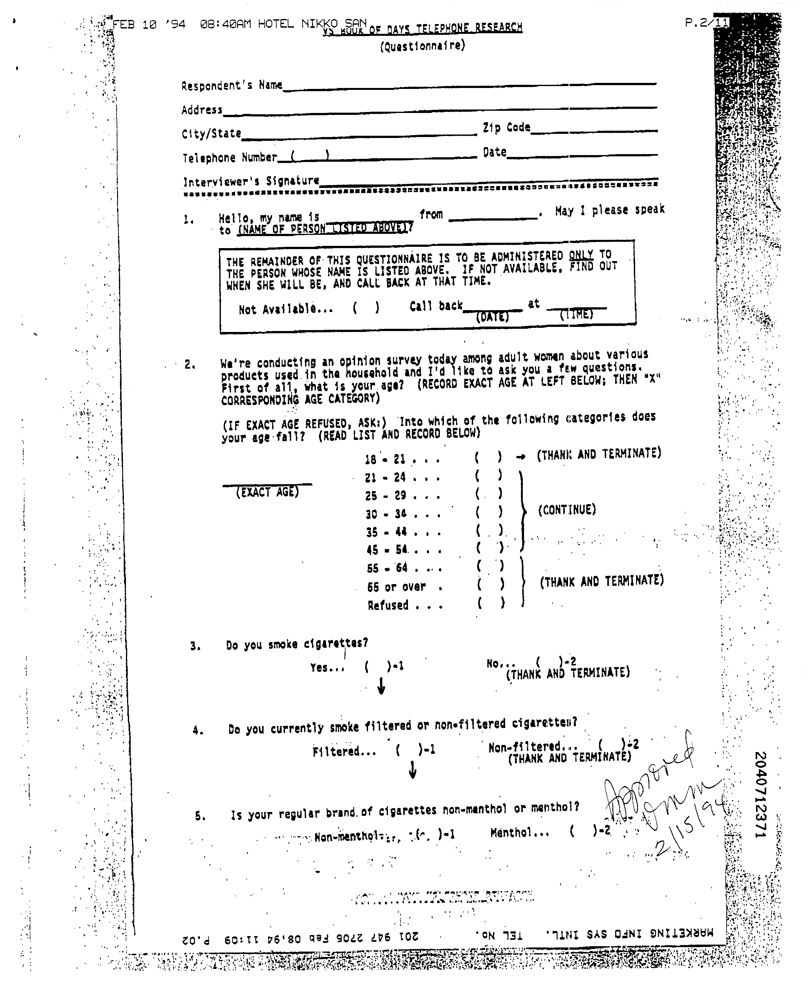 FEB 10 '94 08:40AM HOTEL NIKKO SAN P.2/11
VS HOUR OF DAYS TELEPHONE RESEARCH
(Questionnaire)
Respondent's Name
Address
City/State Zip Code
Telephone Number ( ) Date
Interviewer's Signature
1. Hello, my name is from . May I please speak
to (NAME OF PERSON LISTED ABOVE)?
THE REMAINDER OF THIS QUESTIONNAIRE IS TO BE ADMINISTERED ONLY TO
THE PERSON WHOSE NAME IS LISTED ABOVE. IF NOT AVAILABLE, FIND OUT
WHEN SHE WILL BE, AND CALL BACK AT THAT TIME.
Not Available... ( ) Call back at
(DATE) (TIME)
2. We're conducting an opinion survey today among adult women about various
products used in the household and I'd like to ask you a few questions.
First of all, what is your age? (RECORD EXACT AGE AT LEFT BELOW; THEN "X"
CORRESPONDING AGE CATEGORY)
(IF EXACT AGE REFUSED, ASK:) Into which of the following categories does
your age fall? (READ LIST AND RECORD BELOW)
18 - 21 . . . ( ) → (THANK AND TERMINATE)
21 - 24 . . . ( )
(EXACT AGE) 25 - 29 . . . ( )
30 - 34 . . . ( ) (CONTINUE)
35 - 44 . . . ( )
45 - 54 . . . ( )
55 - 64 . . . ( )
65 or over . ( ) (THANK AND TERMINATE)
Refused . . . ( )
3. Do you smoke cigarettes?
Yes... ( )-1 No... ( )-2
(THANK AND TERMINATE)
4. Do you currently smoke filtered or non-filtered cigarettes?
Filtered... ( )-1 Non-filtered... ( )-2
(THANK AND TERMINATE)
5. Is your regular brand of cigarettes non-menthol or menthol?
Non-menthol... ( )-1 Menthol... ( )-2
Approved
DMM
2/15/94
2040712371
MARKETING INFO SYS INTL. TEL No. 201 947 2705 Feb 08,94 11:09 P.02